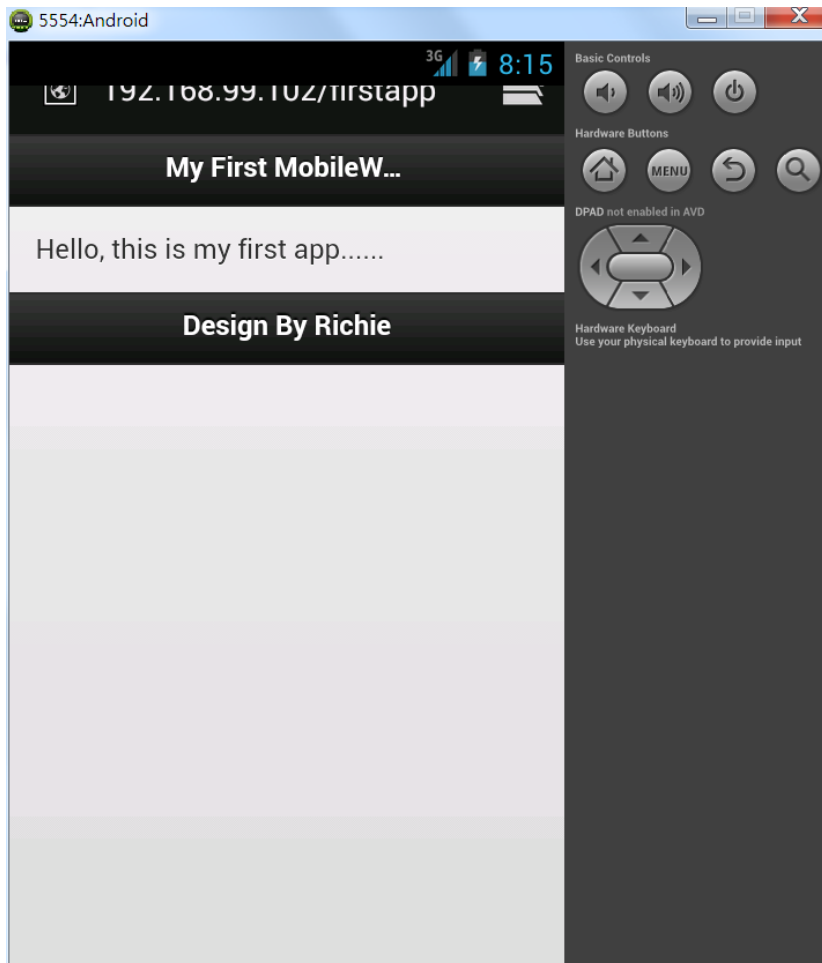 5554:Android
3G 8:15
192.168.99.102/firstapp
My First MobileW...
Hello, this is my first app......
Design By Richie
Basic Controls
Hardware Buttons
MENU
DPAD not enabled in AVD
Hardware Keyboard
Use your physical keyboard to provide input